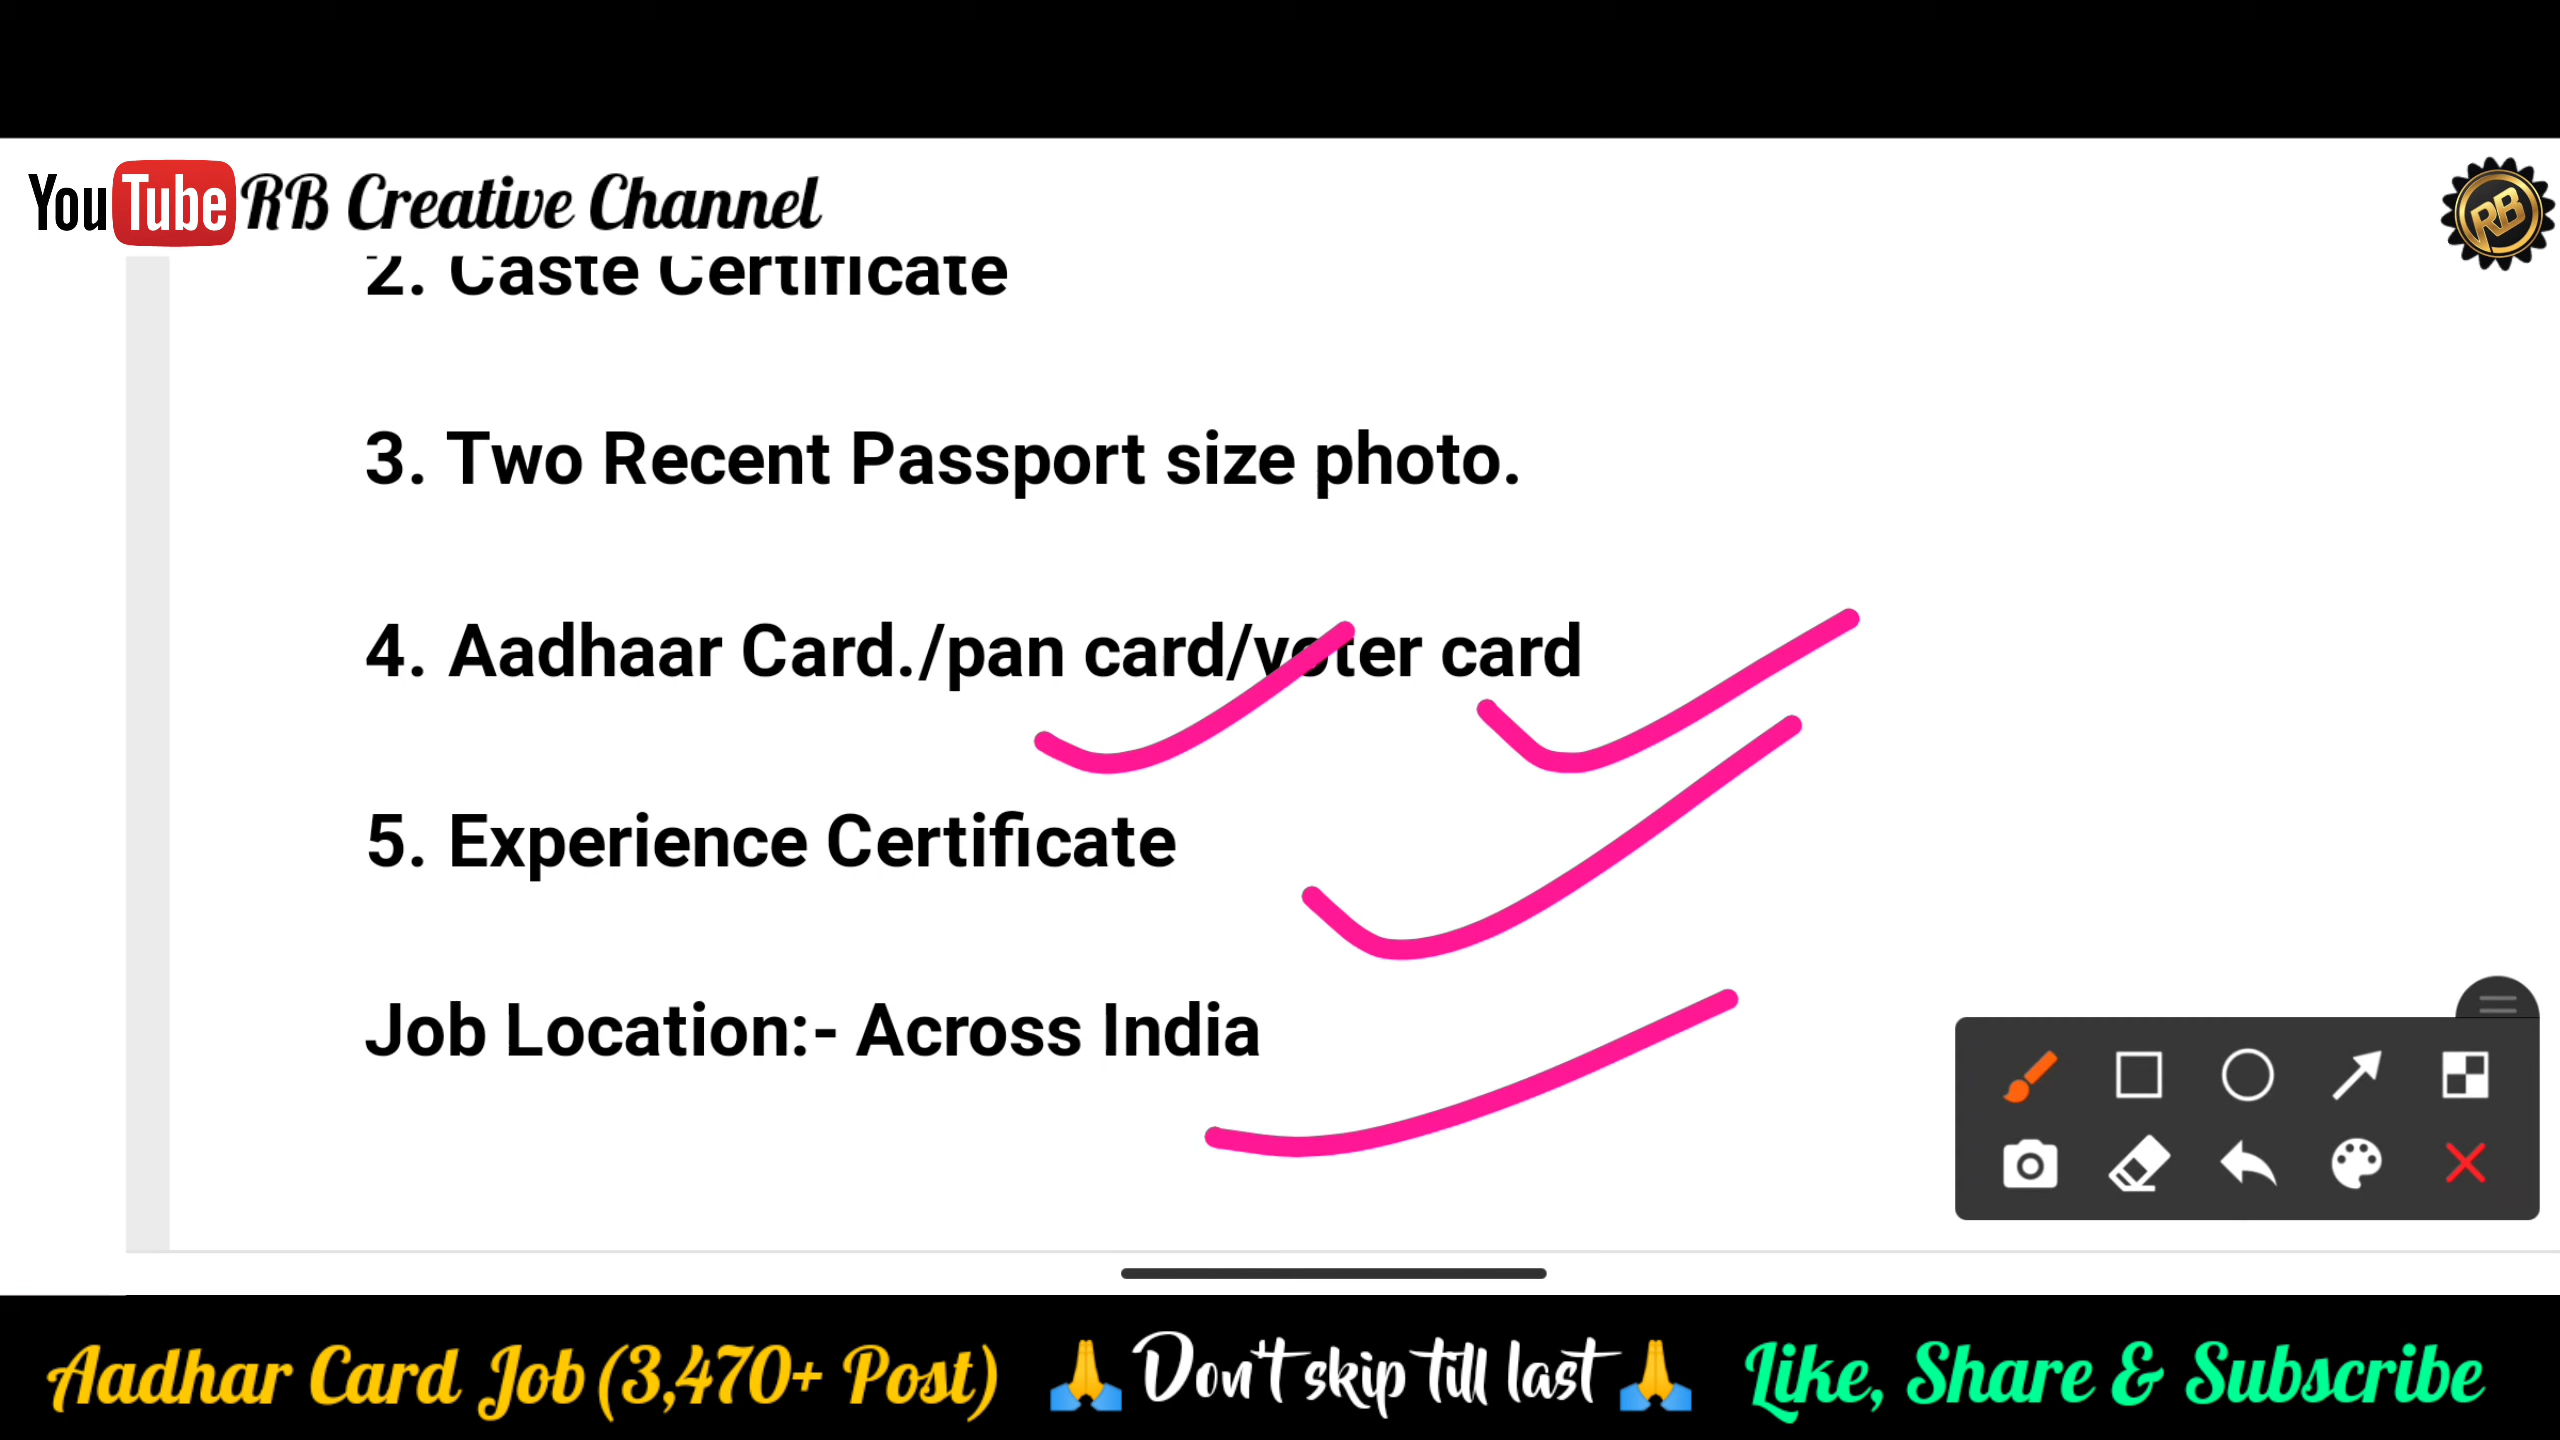 YouTube RB Creative Channel
RB
2. Caste Certificate
3. Two Recent Passport size photo.
4. Aadhaar Card./pan card/voter card
5. Experience Certificate
Job Location:- Across India
Aadhar Card Job (3,470+ Post) 🙏 Don't skip till last 🙏 Like, Share & Subscribe